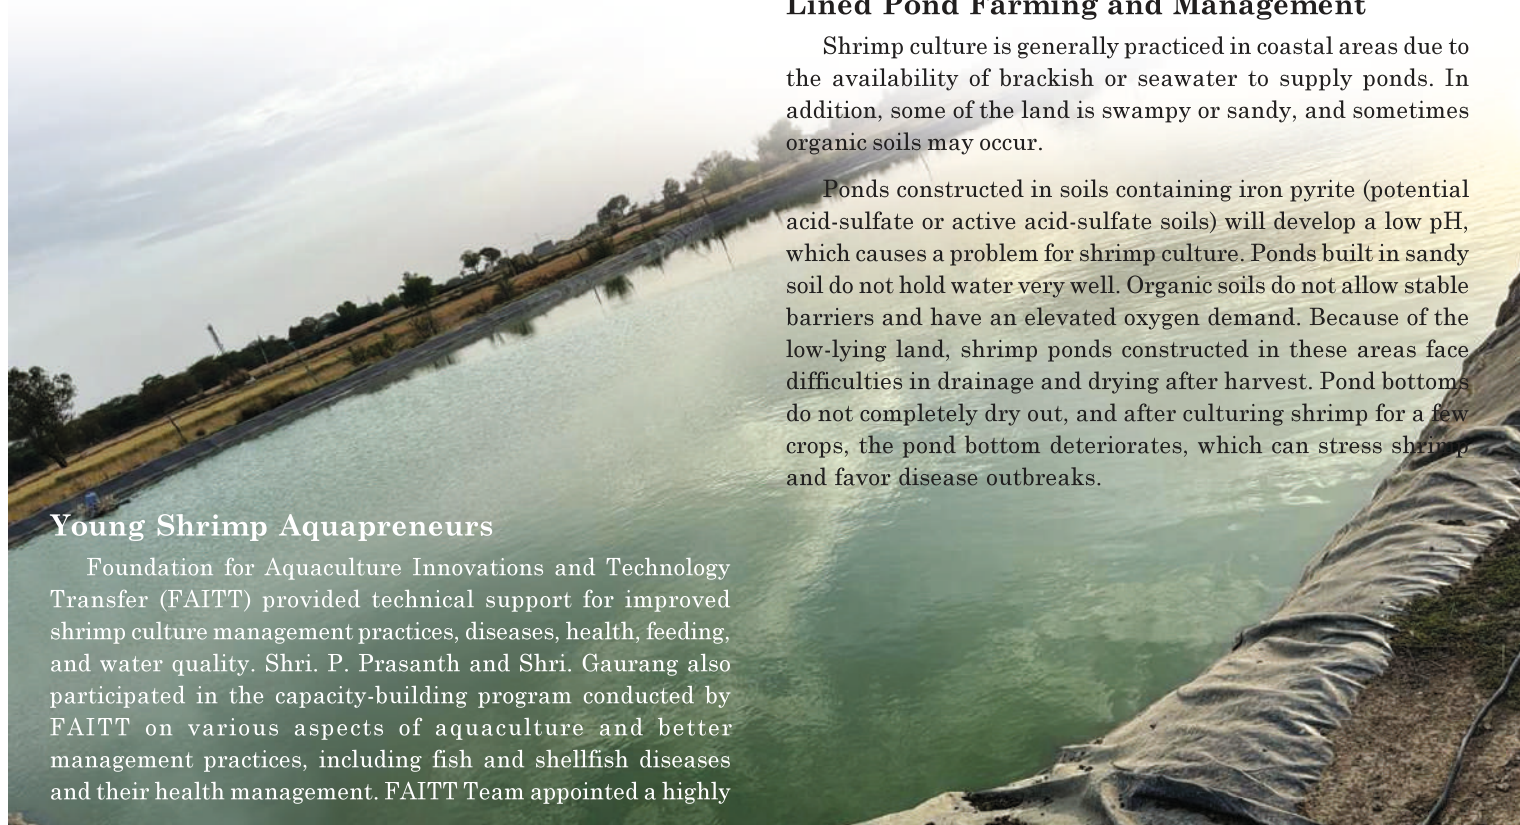 Young Shrimp Aquapreneurs
Foundation for Aquaculture Innovations and Technology
Transfer (FAITT) provided technical support for improved
shrimp culture management practices, diseases, health, feeding,
and water quality. Shri. P. Prasanth and Shri. Gaurang also
participated in the capacity-building program conducted by
FAITT on various aspects of aquaculture and better
management practices, including fish and shellfish diseases
and their health management. FAITT Team appointed a highly
Lined Pond Farming and Management
Shrimp culture is generally practiced in coastal areas due to
the availability of brackish or seawater to supply ponds. In
addition, some of the land is swampy or sandy, and sometimes
organic soils may occur.
Ponds constructed in soils containing iron pyrite (potential
acid-sulfate or active acid-sulfate soils) will develop a low pH,
which causes a problem for shrimp culture. Ponds built in sandy
soil do not hold water very well. Organic soils do not allow stable
barriers and have an elevated oxygen demand. Because of the
low-lying land, shrimp ponds constructed in these areas face
difficulties in drainage and drying after harvest. Pond bottoms
do not completely dry out, and after culturing shrimp for a few
crops, the pond bottom deteriorates, which can stress shrimp
and favor disease outbreaks.